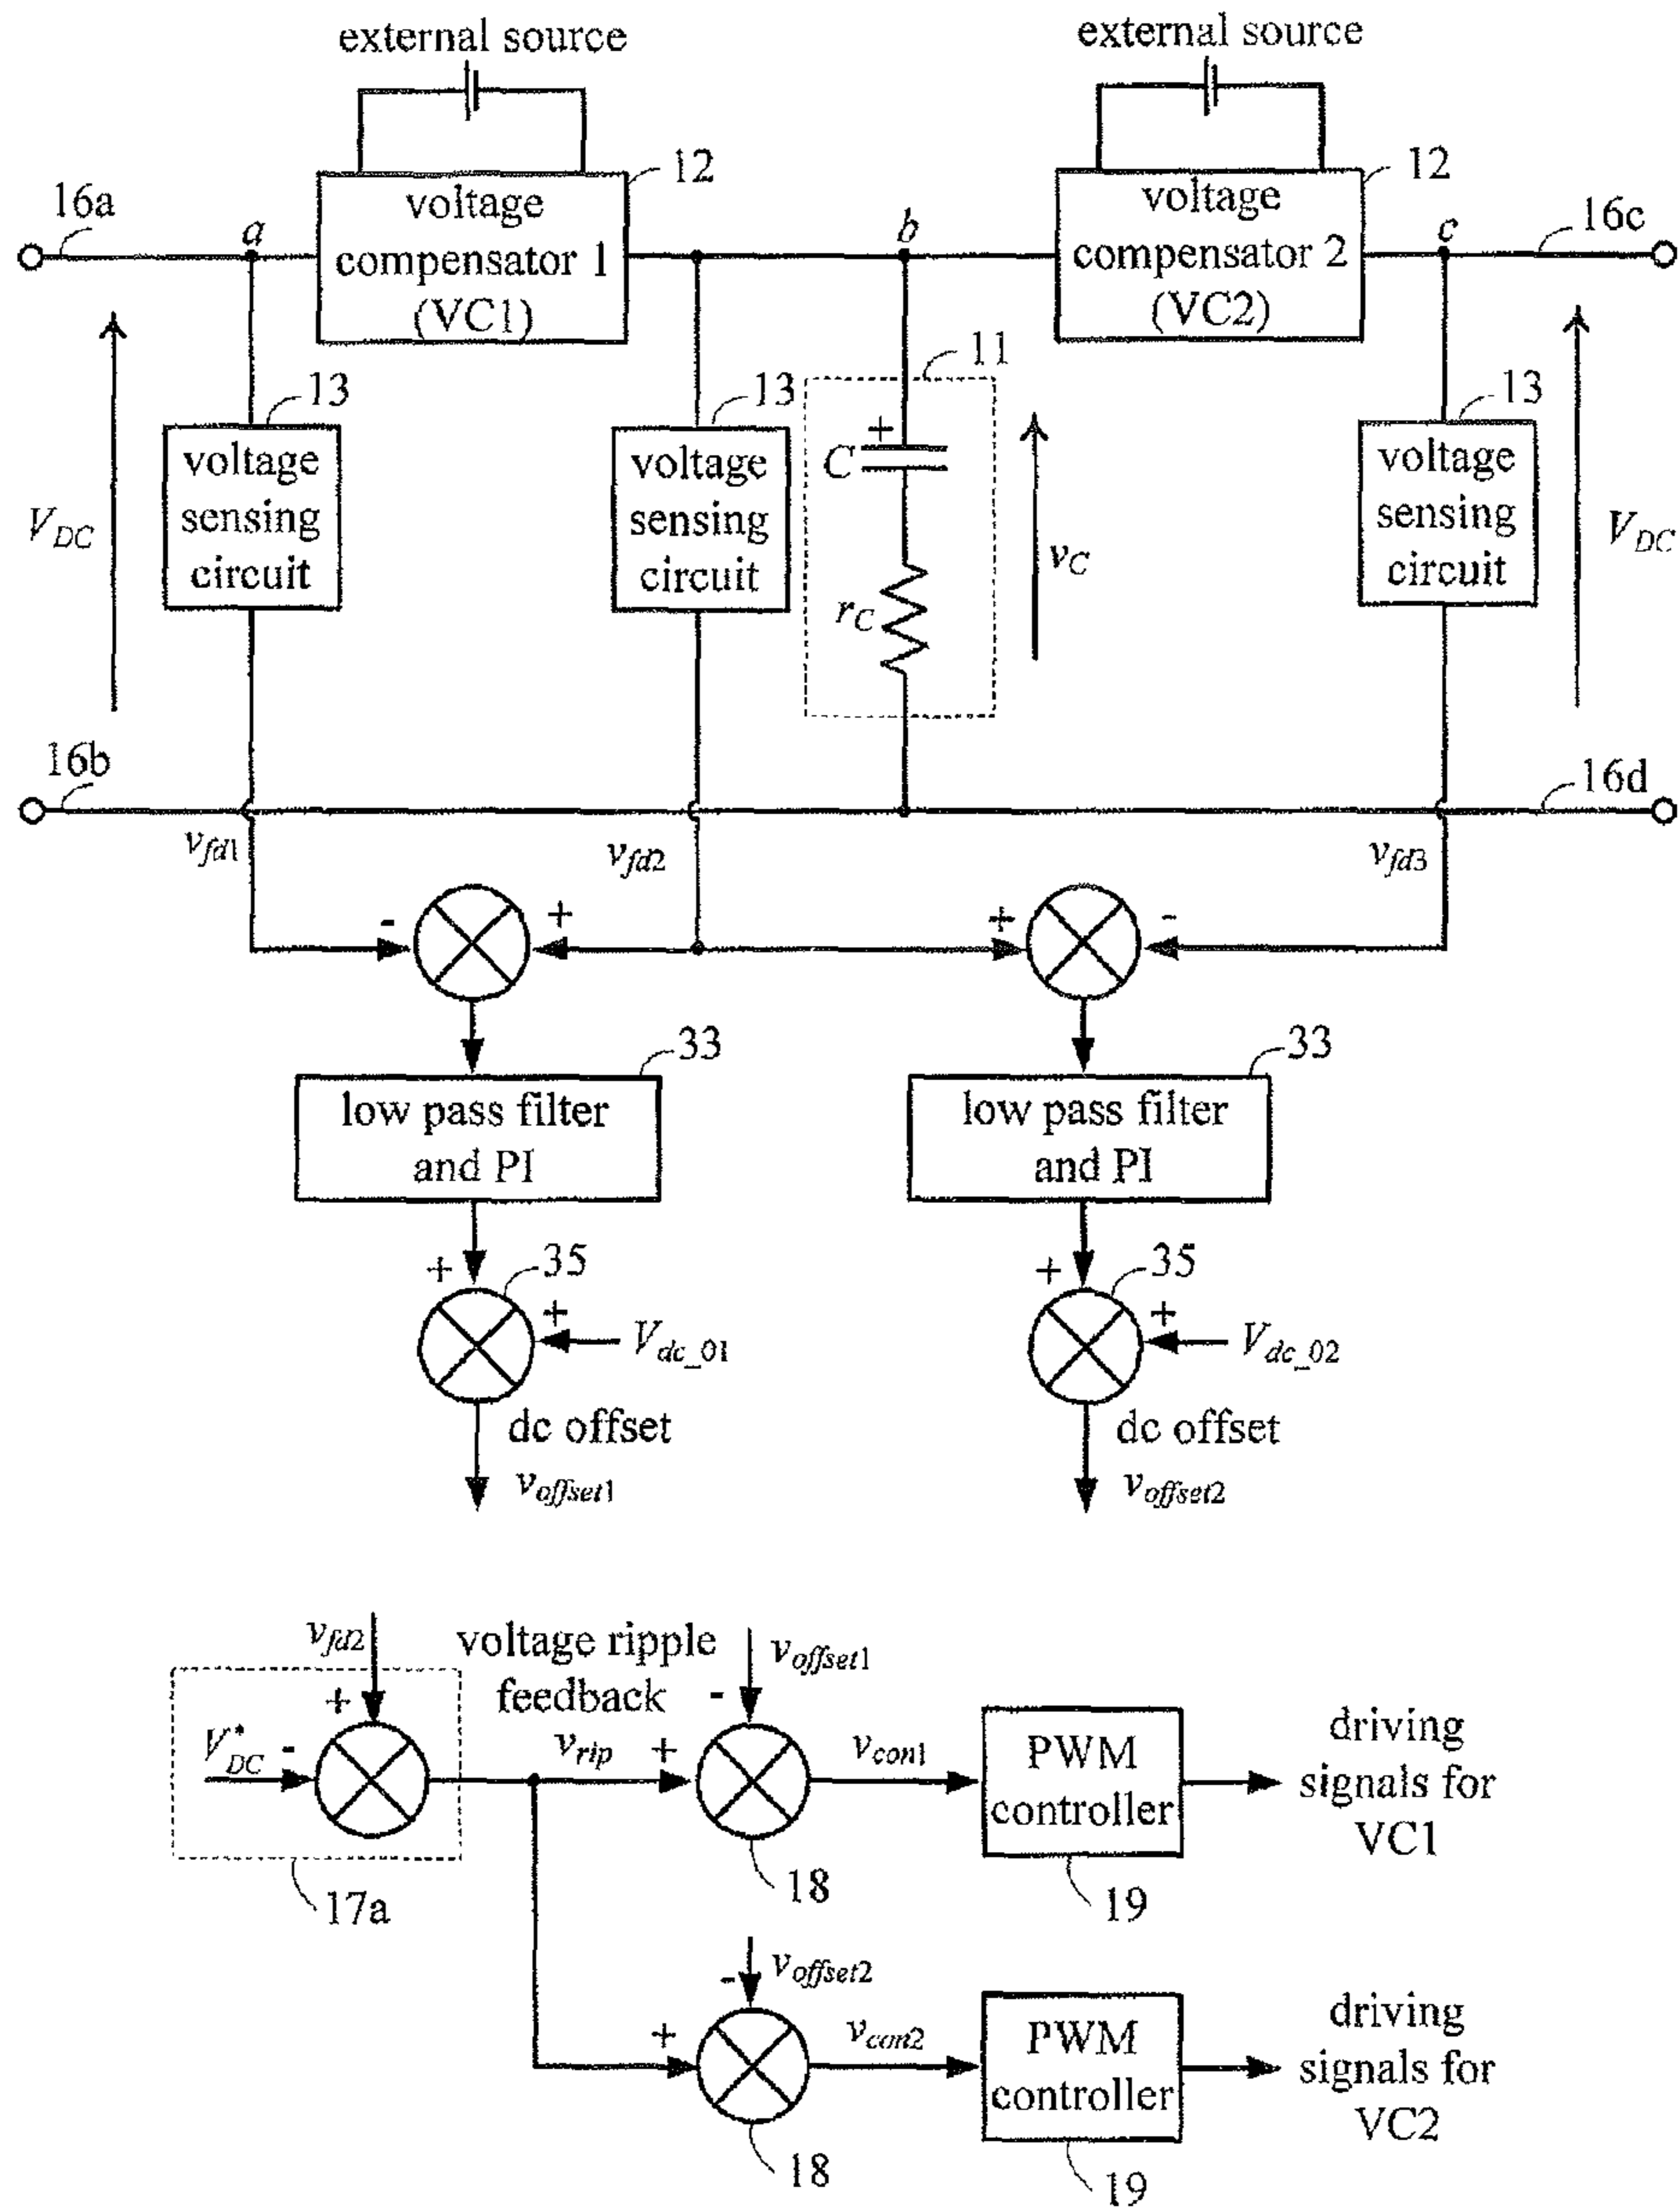 external source
external source
16a
a
voltage
compensator 1
(VC1)
12
b
voltage
compensator 2
(VC2)
12
c
16c
13
13
11
13
V_DC
voltage
sensing
circuit
voltage
sensing
circuit
+
C
r_C
v_C
voltage
sensing
circuit
V_DC
16b
16d
v_fd1
v_fd2
v_fd3
-
+
+
-
33
33
low pass filter
and PI
low pass filter
and PI
+
35
+
V_dc_01
+
35
+
V_dc_02
dc offset
v_offset1
dc offset
v_offset2
v_fd2
voltage ripple
feedback
v_offset1
+
-
V*_DC
-
v_rip
+
v_con1
PWM
controller
driving
signals for
VC1
17a
18
19
v_offset2
-
+
v_con2
PWM
controller
driving
signals for
VC2
18
19